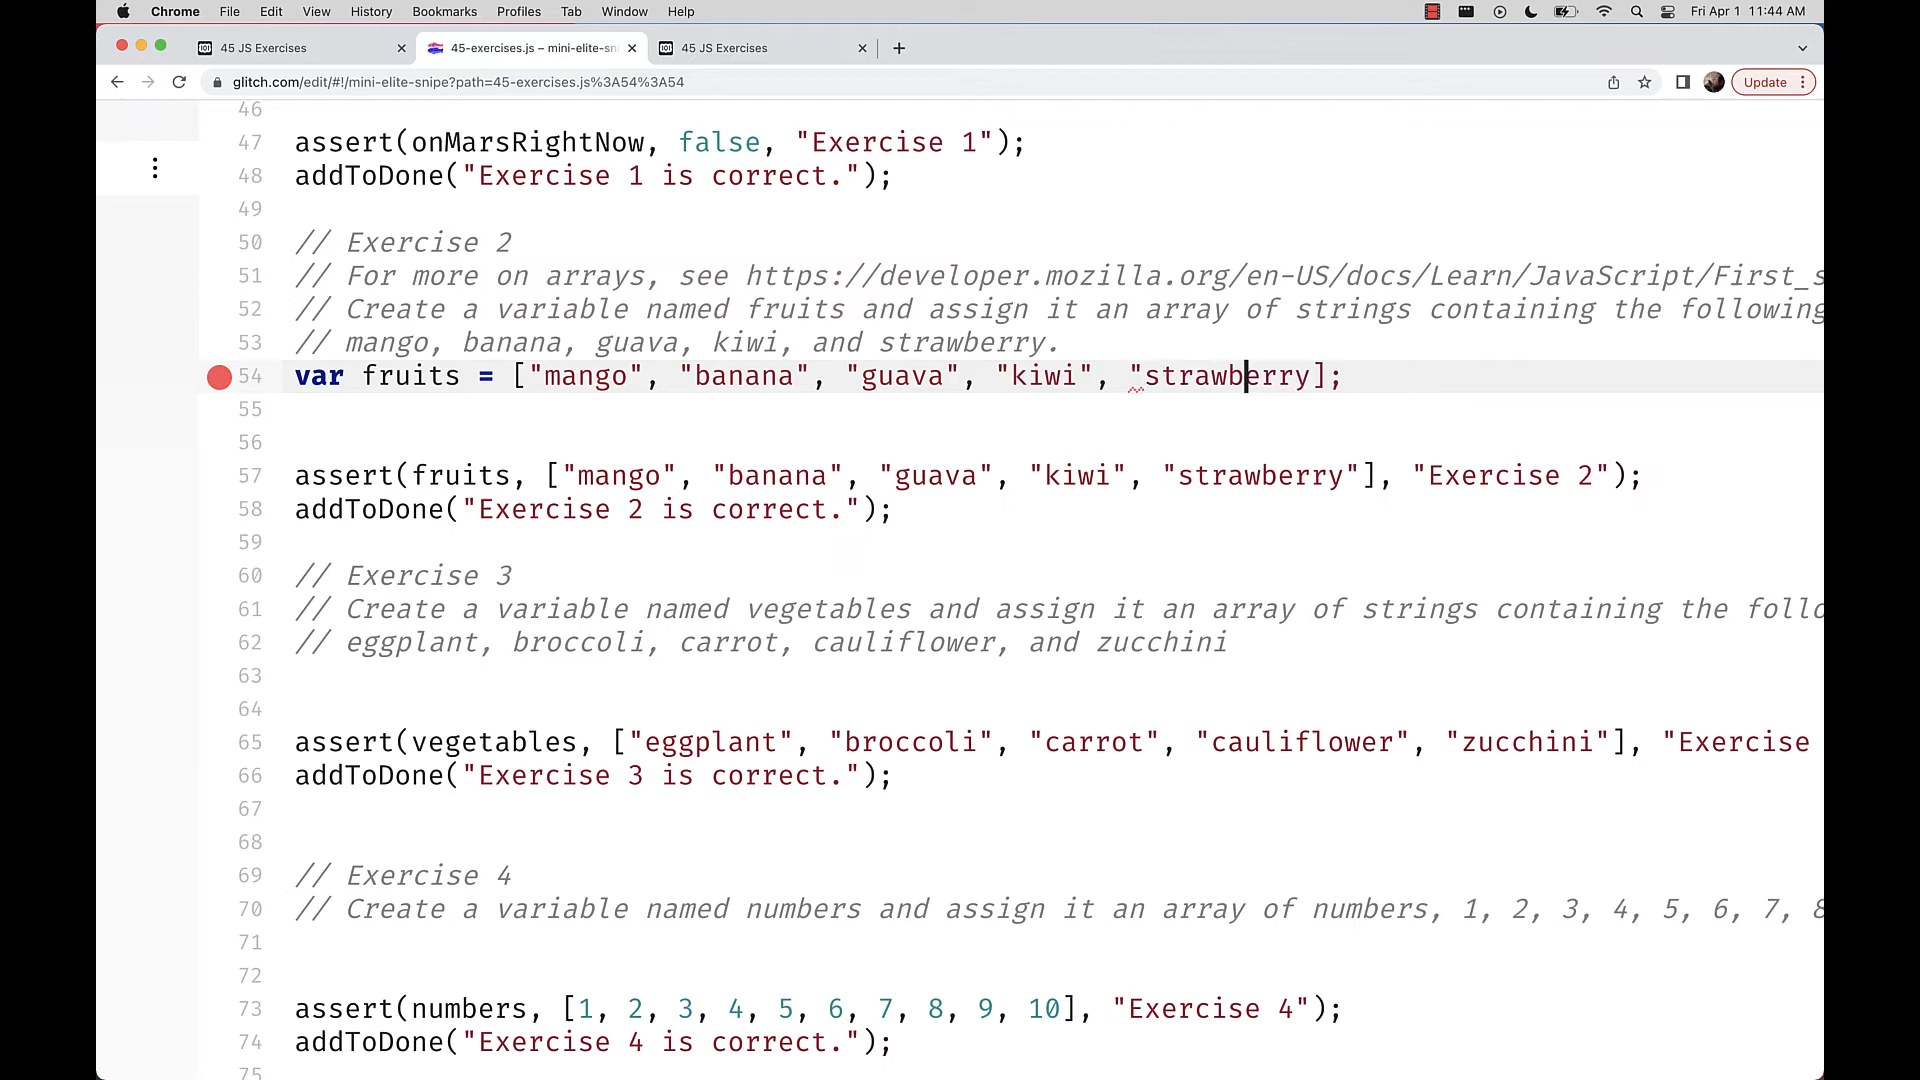 Chrome File Edit View History Bookmarks Profiles Tab Window Help Fri Apr 1 11:44 AM
45 JS Exercises 45-exercises.js – mini-elite-sn 45 JS Exercises
glitch.com/edit/#!/mini-elite-snipe?path=45-exercises.js%3A54%3A54 Update
46
47 assert(onMarsRightNow, false, "Exercise 1");
48 addToDone("Exercise 1 is correct.");
49
50 // Exercise 2
51 // For more on arrays, see https://developer.mozilla.org/en-US/docs/Learn/JavaScript/First_s
52 // Create a variable named fruits and assign it an array of strings containing the following
53 // mango, banana, guava, kiwi, and strawberry.
54 var fruits = ["mango", "banana", "guava", "kiwi", "strawberry];
55
56
57 assert(fruits, ["mango", "banana", "guava", "kiwi", "strawberry"], "Exercise 2");
58 addToDone("Exercise 2 is correct.");
59
60 // Exercise 3
61 // Create a variable named vegetables and assign it an array of strings containing the follo
62 // eggplant, broccoli, carrot, cauliflower, and zucchini
63
64
65 assert(vegetables, ["eggplant", "broccoli", "carrot", "cauliflower", "zucchini"], "Exercise
66 addToDone("Exercise 3 is correct.");
67
68
69 // Exercise 4
70 // Create a variable named numbers and assign it an array of numbers, 1, 2, 3, 4, 5, 6, 7, 8
71
72
73 assert(numbers, [1, 2, 3, 4, 5, 6, 7, 8, 9, 10], "Exercise 4");
74 addToDone("Exercise 4 is correct.");
75